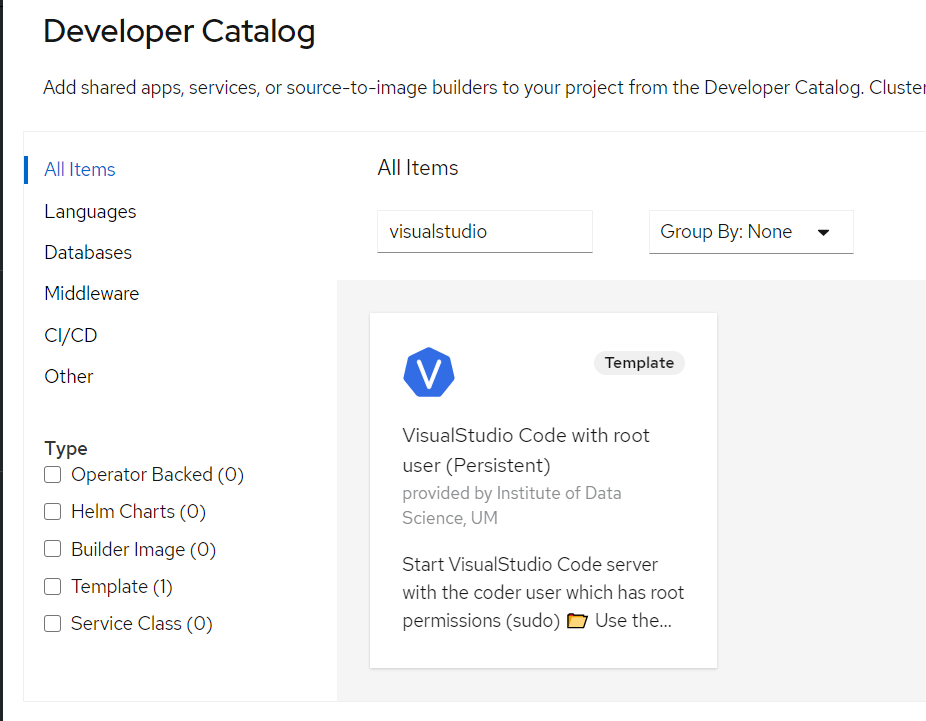 Developer Catalog
Add shared apps, services, or source-to-image builders to your project from the Developer Catalog. Cluster
All Items
Languages
Databases
Middleware
CI/CD
Other
Type
Operator Backed (0)
Helm Charts (0)
Builder Image (0)
Template (1)
Service Class (0)
All Items
visualstudio
Group By: None
V
Template
VisualStudio Code with root
user (Persistent)
provided by Institute of Data
Science, UM
Start VisualStudio Code server
with the coder user which has root
permissions (sudo) 📂 Use the...